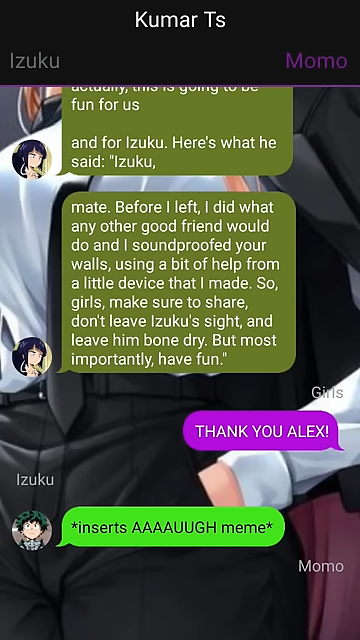 Kumar Ts
Izuku
Momo
actually, this is going to be
fun for us
and for Izuku. Here's what he
said: "Izuku,
mate. Before I left, I did what
any other good friend would
do and I soundproofed your
walls, using a bit of help from
a little device that I made. So,
girls, make sure to share,
don't leave Izuku's sight, and
leave him bone dry. But most
importantly, have fun."
Girls
THANK YOU ALEX!
Izuku
*inserts AAAAUUGH meme*
Momo